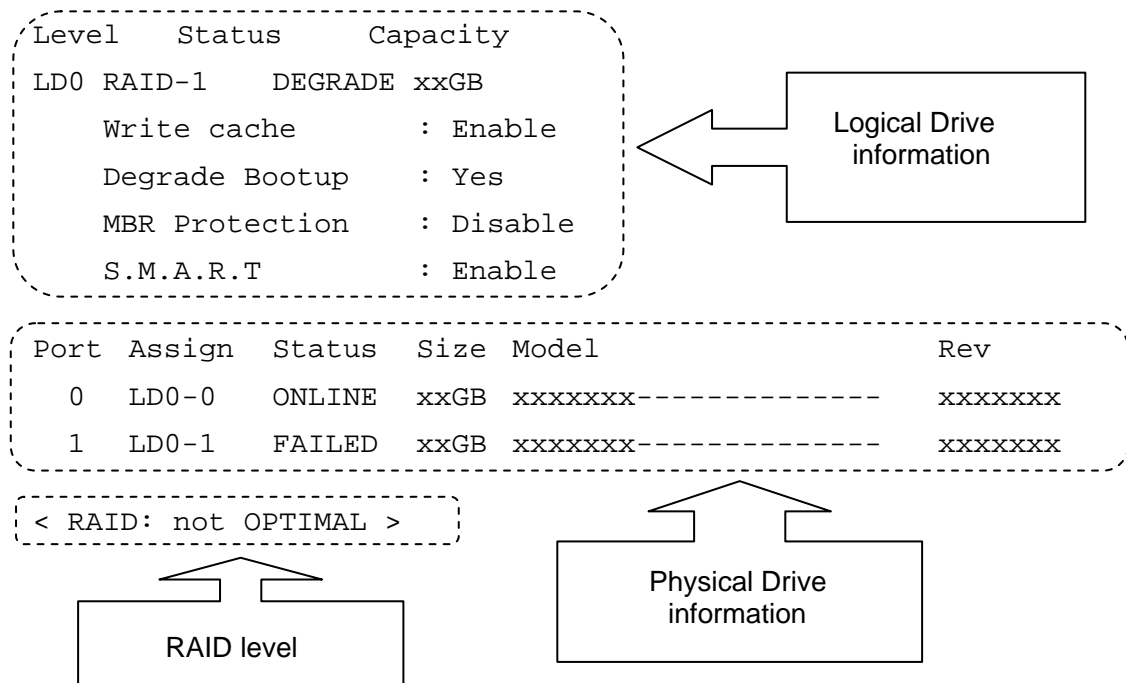 Level Status Capacity
LD0 RAID-1 DEGRADE xxGB
Write cache : Enable
Degrade Bootup : Yes
MBR Protection : Disable
S.M.A.R.T : Enable
Logical Drive
information
Port Assign Status Size Model Rev
0 LD0-0 ONLINE xxGB xxxxxxx-------------- xxxxxxx
1 LD0-1 FAILED xxGB xxxxxxx-------------- xxxxxxx
< RAID: not OPTIMAL >
Physical Drive
information
RAID level